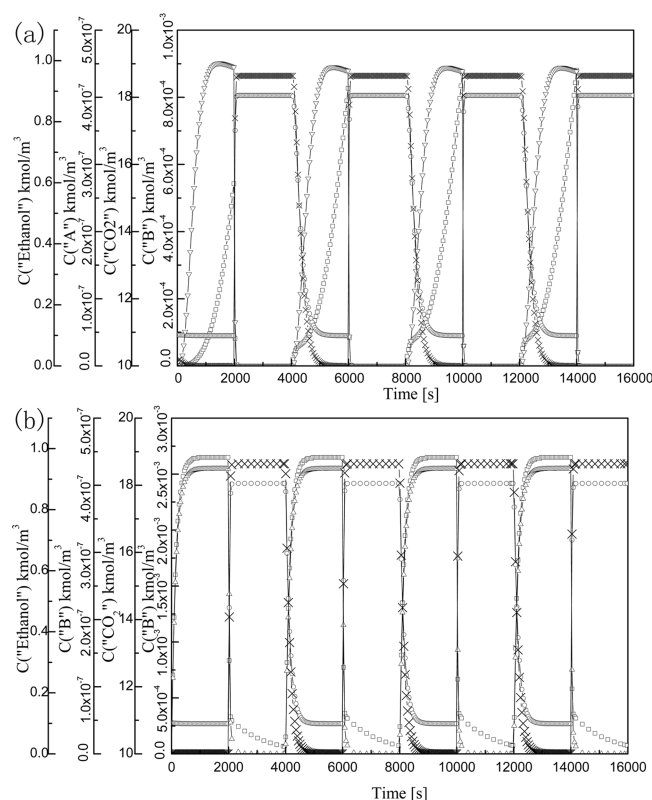 (a)
C("Ethanol") kmol/m³
C("A") kmol/m³
C("CO2") kmol/m³
C("B") kmol/m³
1.0
0.8
0.6
0.4
0.2
0.0
5.0x10⁻⁷
4.0x10⁻⁷
3.0x10⁻⁷
2.0x10⁻⁷
1.0x10⁻⁷
0.0
20
18
16
14
12
10
1.0x10⁻³
8.0x10⁻⁴
6.0x10⁻⁴
4.0x10⁻⁴
2.0x10⁻⁴
0.0
0 2000 4000 6000 8000 10000 12000 14000 16000
Time [s]
(b)
C("Ethanol") kmol/m³
C("B") kmol/m³
C("CO₂") kmol/m³
C("B") kmol/m³
1.0
0.8
0.6
0.4
0.2
0.0
5.0x10⁻⁷
4.0x10⁻⁷
3.0x10⁻⁷
2.0x10⁻⁷
1.0x10⁻⁷
0.0
20
18
16
14
12
10
3.0x10⁻³
2.5x10⁻³
2.0x10⁻³
1.5x10⁻³
1.0x10⁻³
5.0x10⁻⁴
0.0
0 2000 4000 6000 8000 10000 12000 14000 16000
Time [s]